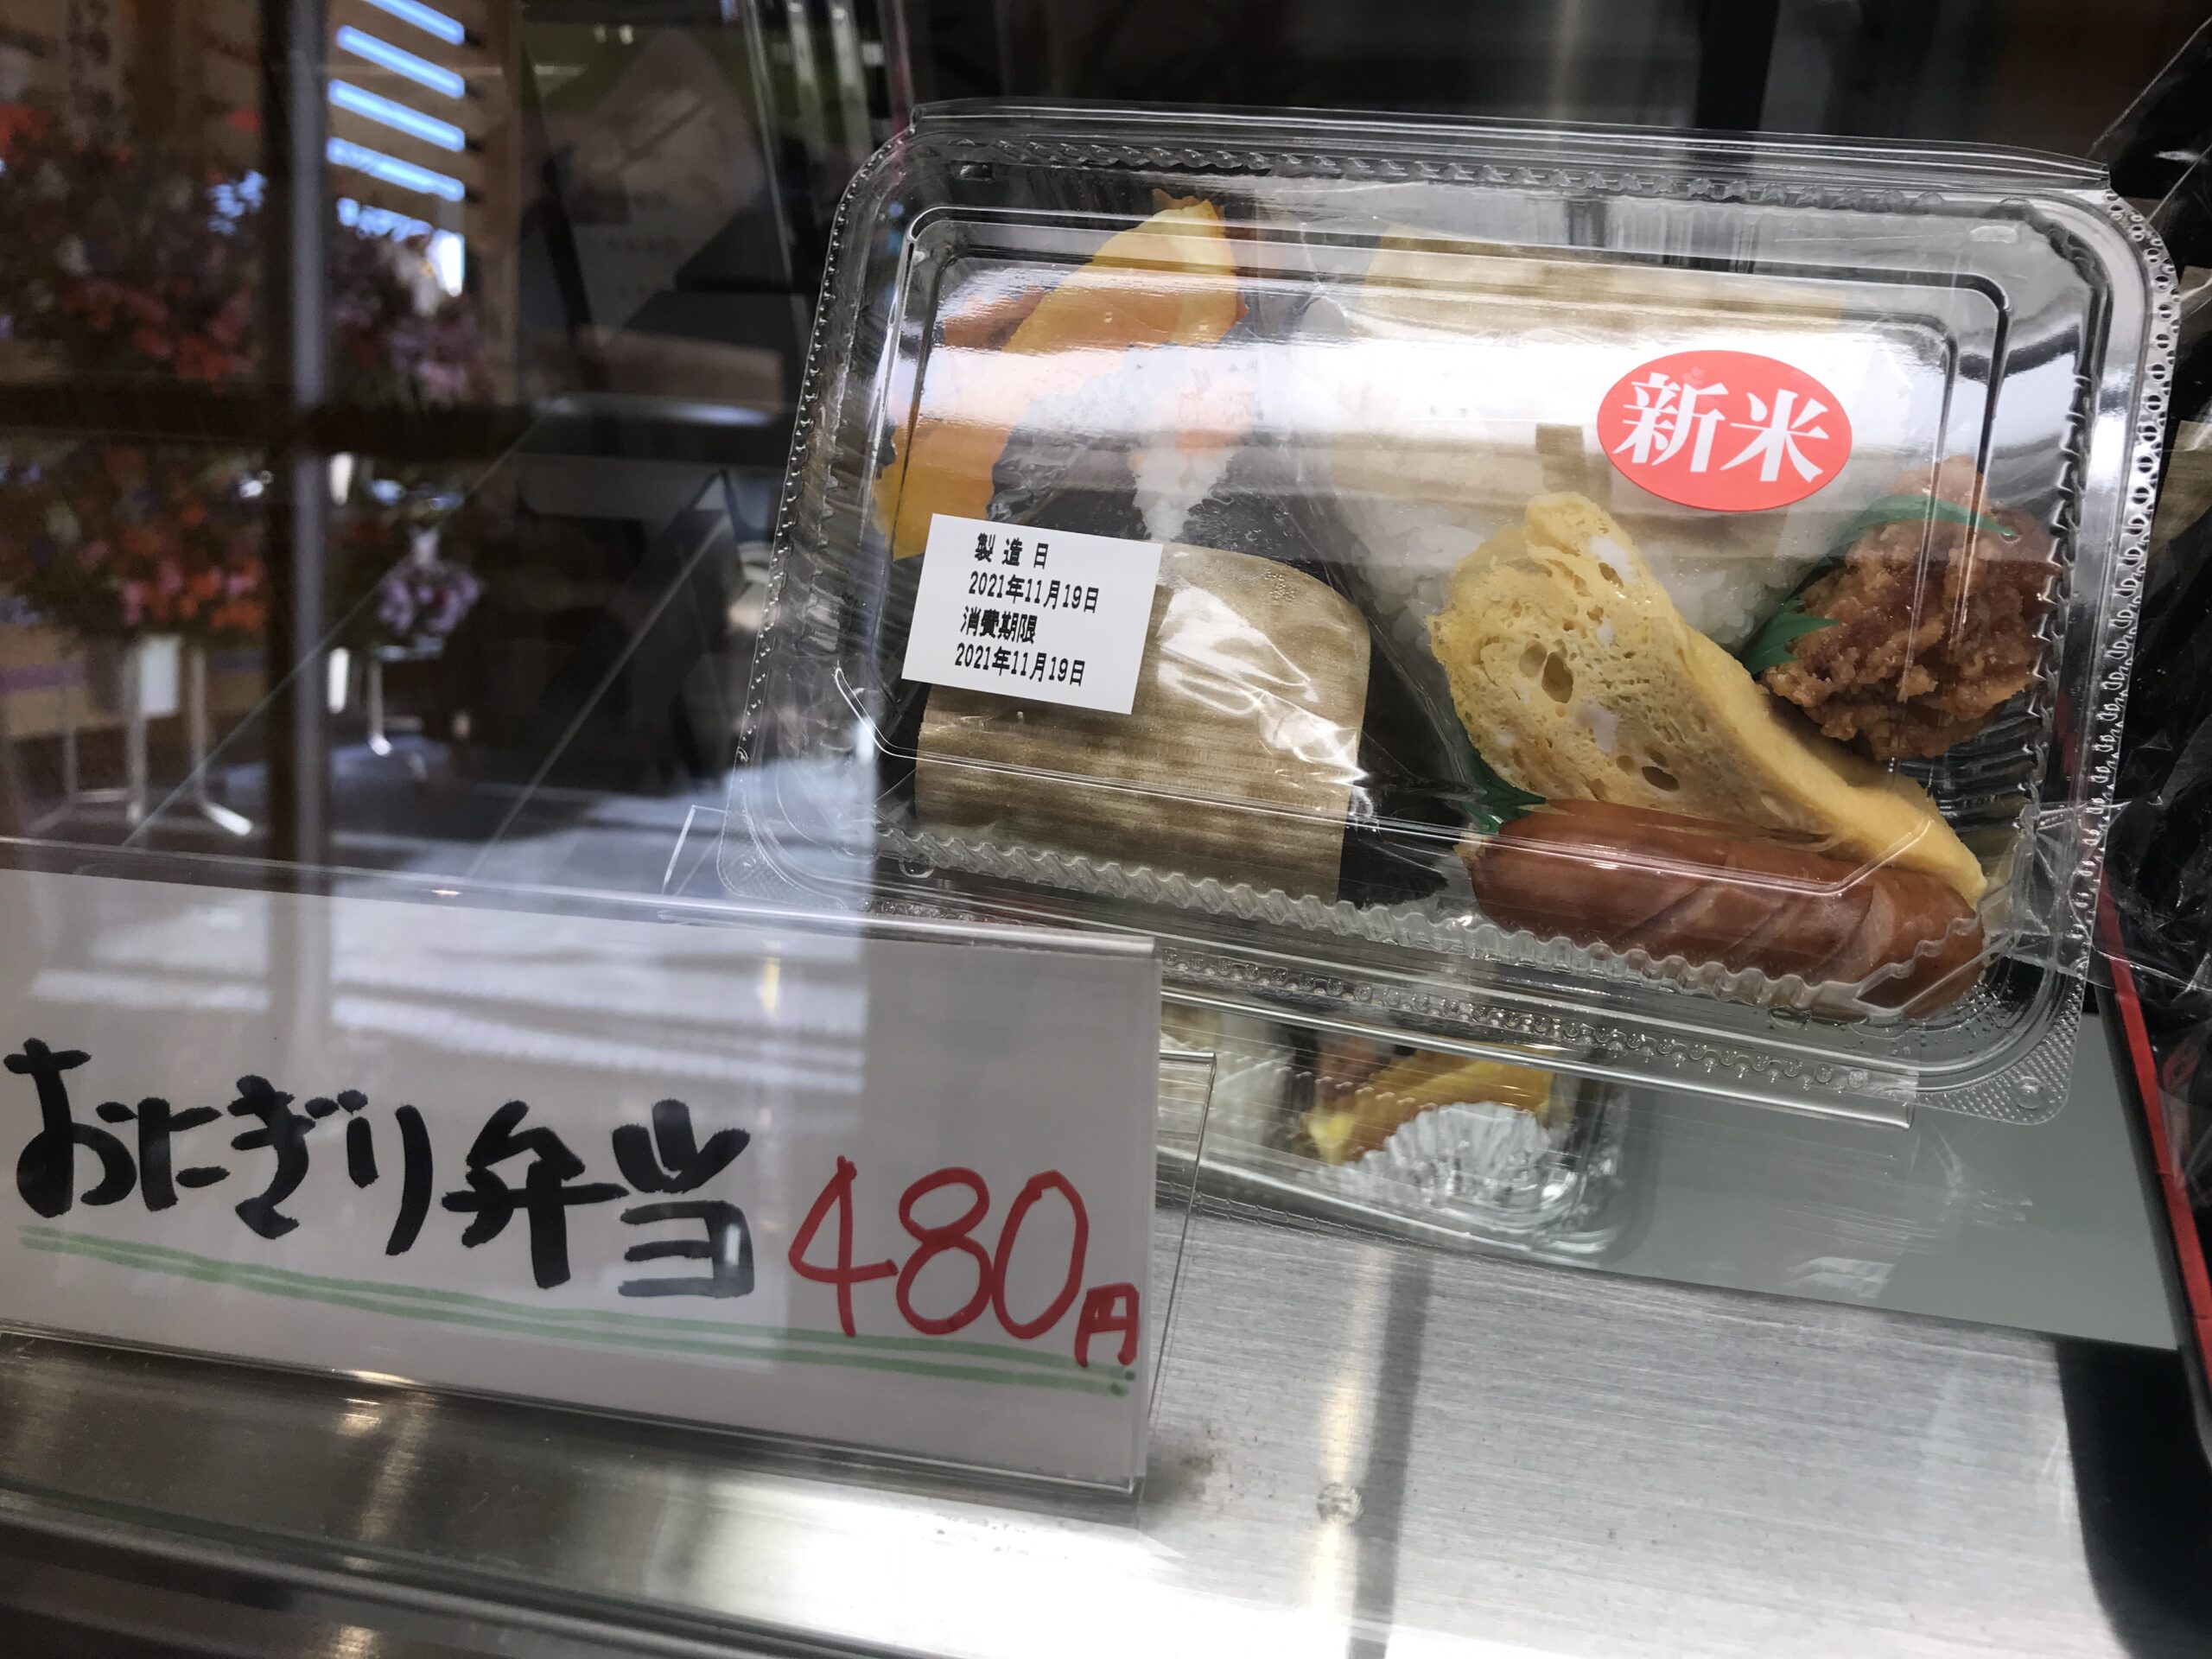 新米
製造日
2021年11月19日
消費期限
2021年11月19日
おにぎり弁当 480円